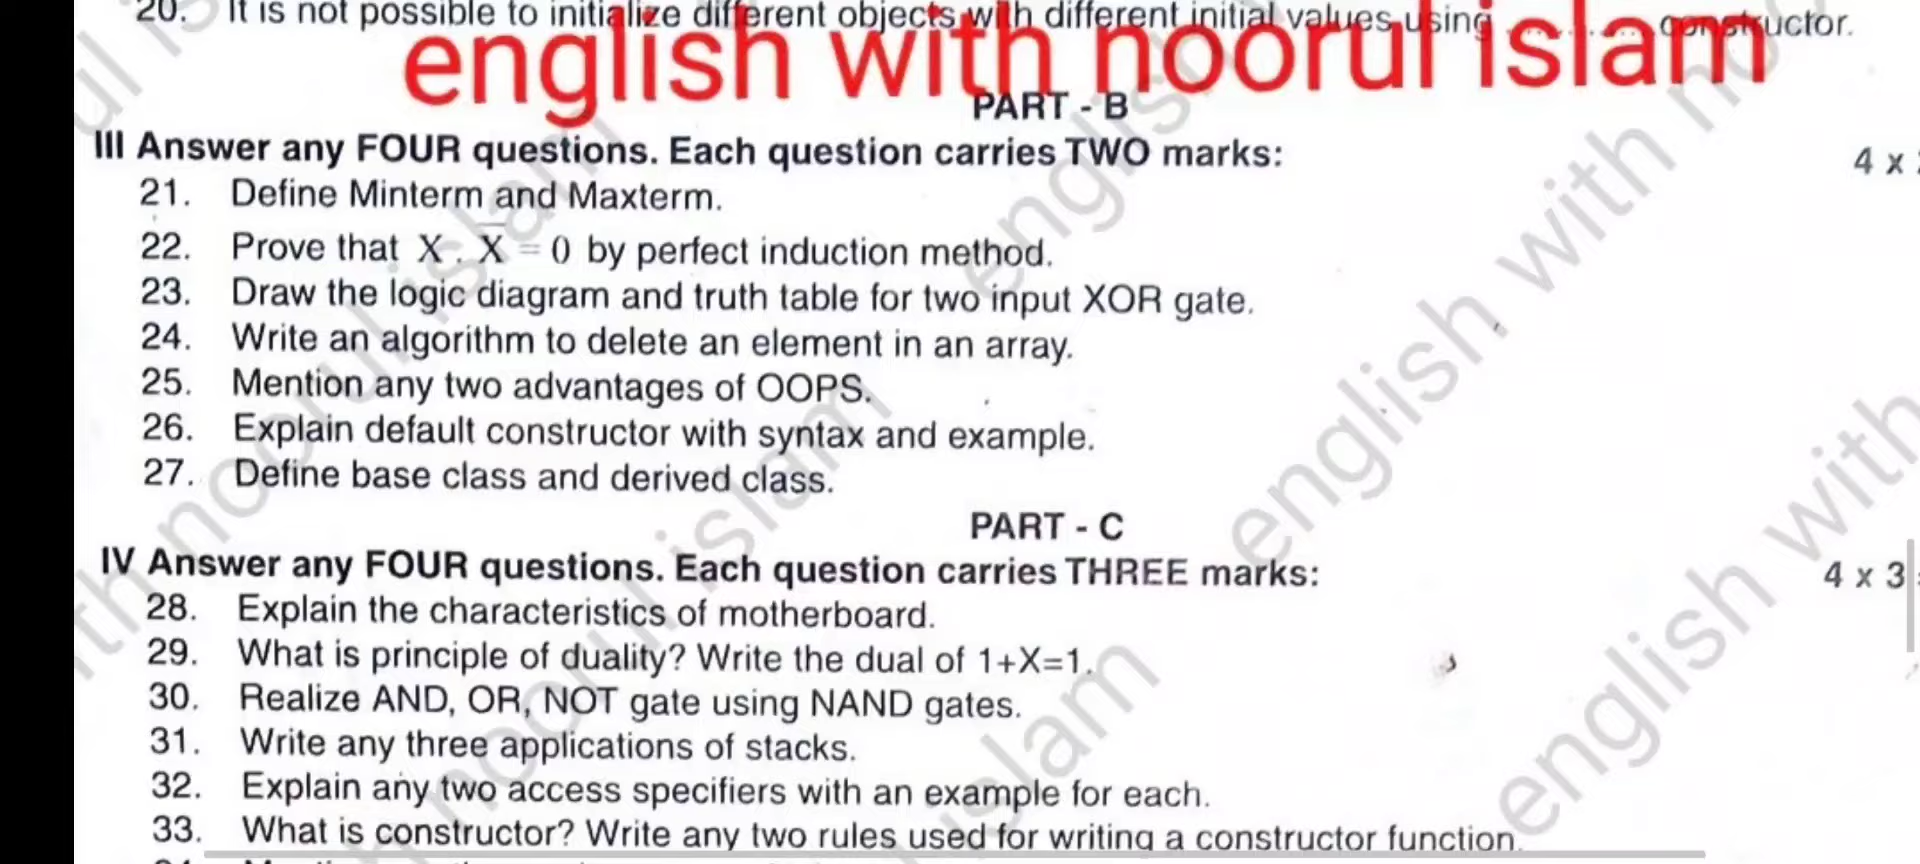 20. It is not possible to initialize different objects with different initial values using ............ constructor.
english with noorul islam
PART - B
III Answer any FOUR questions. Each question carries TWO marks: 4 x
21. Define Minterm and Maxterm.
22. Prove that X . X̅ = 0 by perfect induction method.
23. Draw the logic diagram and truth table for two input XOR gate.
24. Write an algorithm to delete an element in an array.
25. Mention any two advantages of OOPS.
26. Explain default constructor with syntax and example.
27. Define base class and derived class.
PART - C
IV Answer any FOUR questions. Each question carries THREE marks: 4 x 3
28. Explain the characteristics of motherboard.
29. What is principle of duality? Write the dual of 1+X=1.
30. Realize AND, OR, NOT gate using NAND gates.
31. Write any three applications of stacks.
32. Explain any two access specifiers with an example for each.
33. What is constructor? Write any two rules used for writing a constructor function.